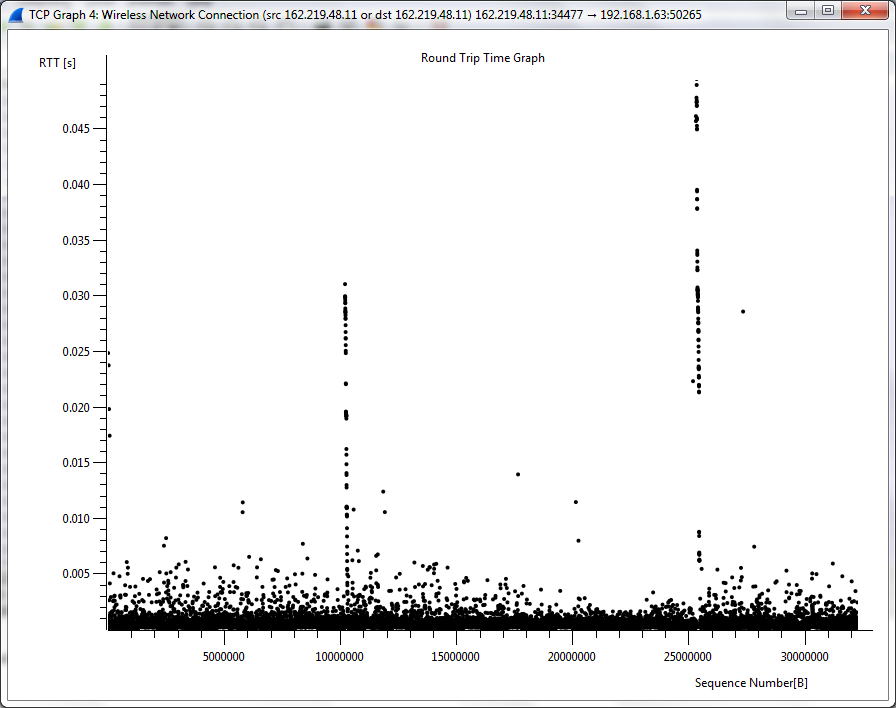 TCP Graph 4: Wireless Network Connection (src 162.219.48.11 or dst 162.219.48.11) 162.219.48.11:34477 → 192.168.1.63:50265
Round Trip Time Graph
RTT [s]
0.045
0.040
0.035
0.030
0.025
0.020
0.015
0.010
0.005
5000000 10000000 15000000 20000000 25000000 30000000
Sequence Number[B]